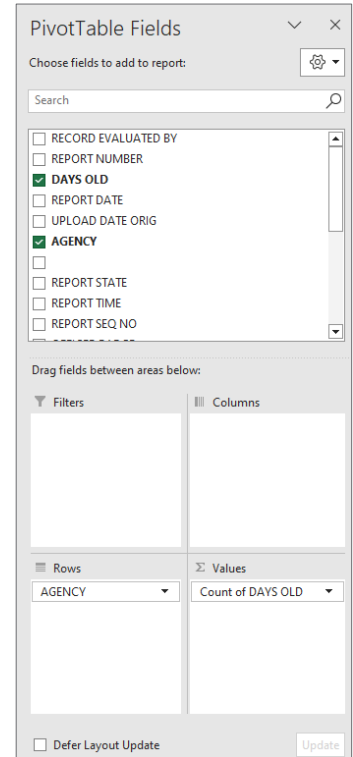 PivotTable Fields
Choose fields to add to report:
Search
RECORD EVALUATED BY
REPORT NUMBER
DAYS OLD
REPORT DATE
UPLOAD DATE ORIG
AGENCY
REPORT STATE
REPORT TIME
REPORT SEQ NO
Drag fields between areas below:
Filters
Columns
Rows
Σ Values
AGENCY
Count of DAYS OLD
Defer Layout Update
Update